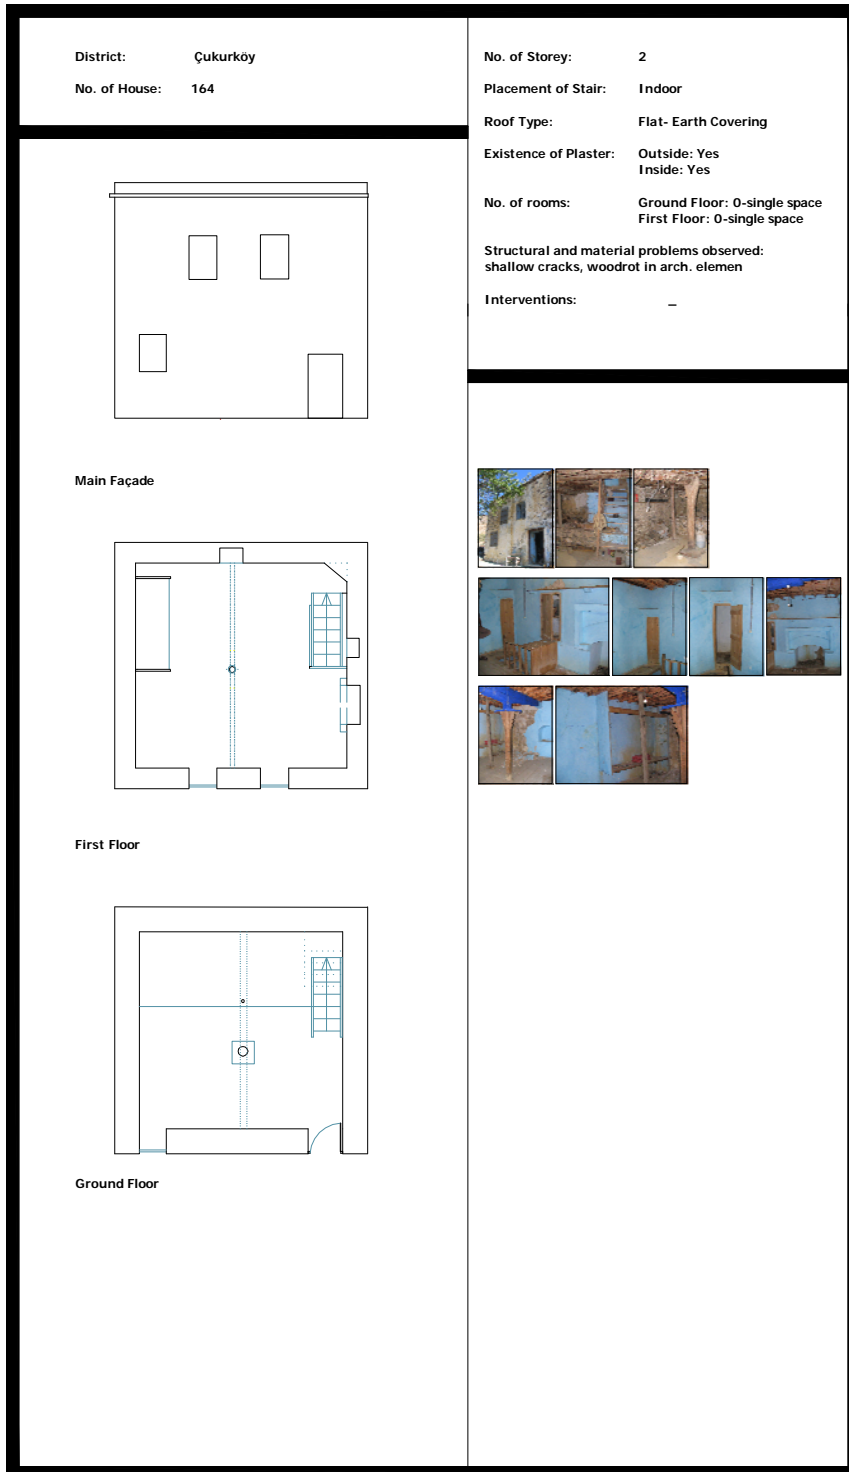 District: Çukurköy
No. of House: 164
No. of Storey: 2
Placement of Stair: Indoor
Roof Type: Flat- Earth Covering
Existence of Plaster: Outside: Yes
Inside: Yes
No. of rooms: Ground Floor: 0-single space
First Floor: 0-single space
Structural and material problems observed:
shallow cracks, woodrot in arch. elemen
Interventions: _
Main Façade
First Floor
Ground Floor